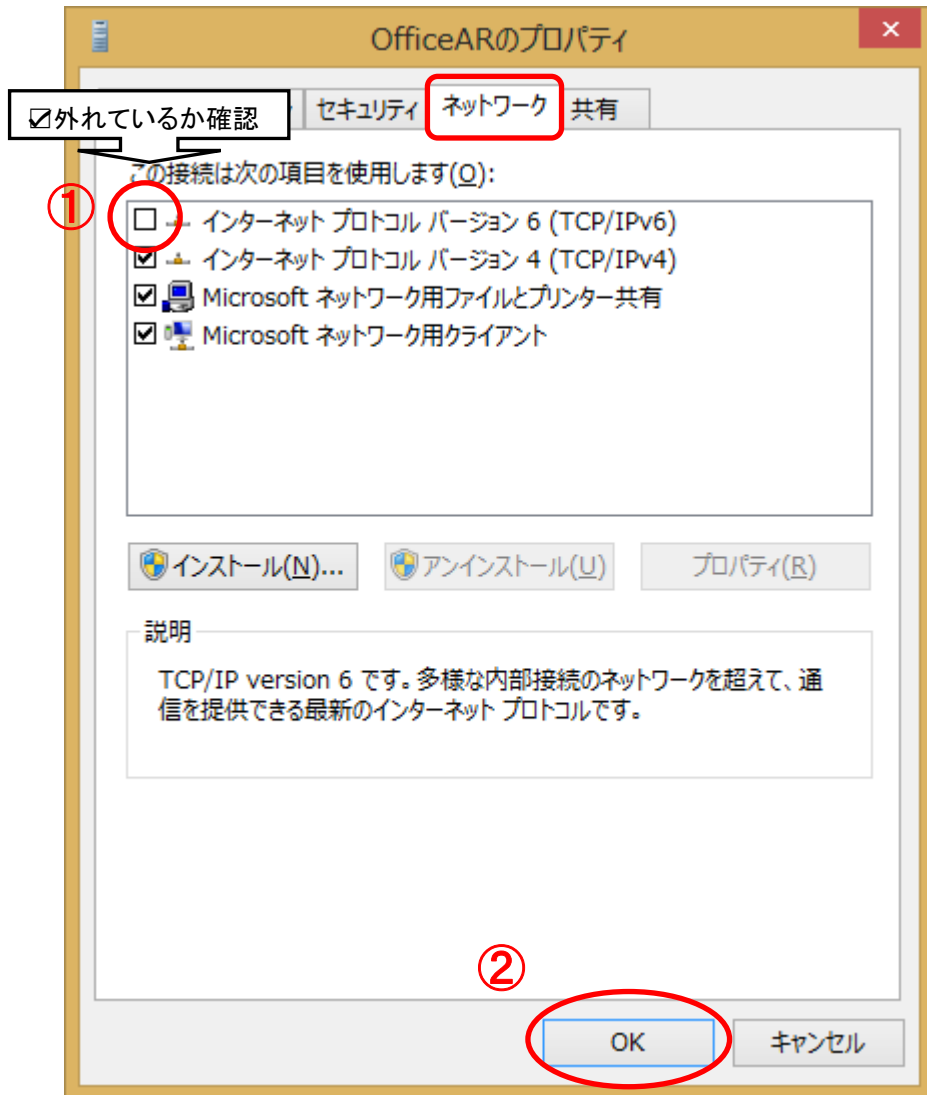 OfficeARのプロパティ
☑外れているか確認
セキュリティ ネットワーク 共有
この接続は次の項目を使用します(O):
①
インターネット プロトコル バージョン 6 (TCP/IPv6)
インターネット プロトコル バージョン 4 (TCP/IPv4)
Microsoft ネットワーク用ファイルとプリンター共有
Microsoft ネットワーク用クライアント
インストール(N)... アンインストール(U) プロパティ(R)
説明
TCP/IP version 6 です。多様な内部接続のネットワークを超えて、通
信を提供できる最新のインターネット プロトコルです。
②
OK キャンセル